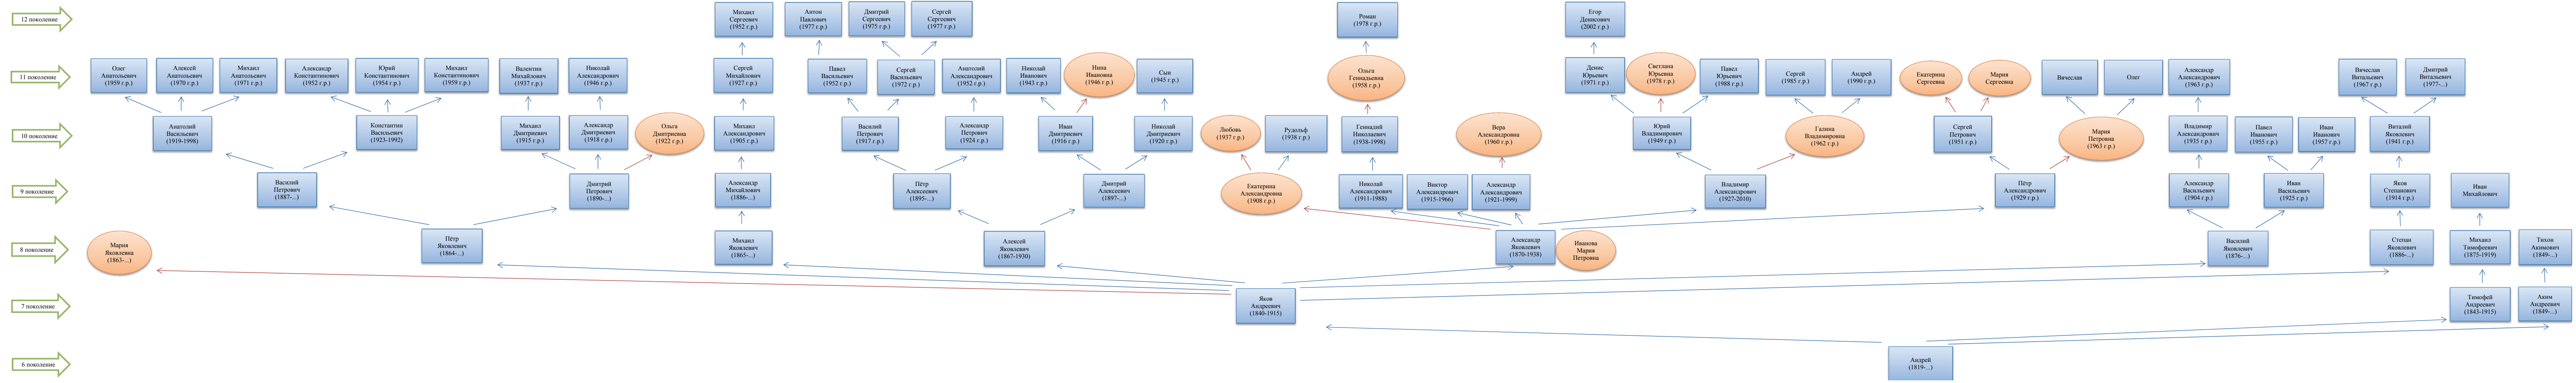 12 поколение
Михаил
Сергеевич
(1952 г.р.)
Антон
Павлович
(1977 г.р.)
Дмитрий
Сергеевич
(1975 г.р.)
Сергей
Сергеевич
(1977 г.р.)
Роман
(1978 г.р.)
Егор
Денисович
(2002 г.р.)
11 поколение
Олег
Анатольевич
(1959 г.р.)
Алексей
Анатольевич
(1970 г.р.)
Михаил
Анатольевич
(1971 г.р.)
Александр
Константинович
(1952 г.р.)
Юрий
Константинович
(1954 г.р.)
Михаил
Константинович
(1959 г.р.)
Валентин
Михайлович
(1937 г.р.)
Николай
Александрович
(1946 г.р.)
Сергей
Михайлович
(1927 г.р.)
Павел
Васильевич
(1952 г.р.)
Сергей
Васильевич
(1972 г.р.)
Анатолий
Александрович
(1952 г.р.)
Николай
Иванович
(1943 г.р.)
Нина
Ивановна
(1946 г.р.)
Сын
(1945 г.р.)
Ольга
Геннадьевна
(1958 г.р.)
Денис
Юрьевич
(1971 г.р.)
Светлана
Юрьевна
(1978 г.р.)
Павел
Юрьевич
(1988 г.р.)
Сергей
(1985 г.р.)
Андрей
(1990 г.р.)
Екатерина
Сергеевна
Мария
Сергеевна
Вячеслав
Олег
Александр
Александрович
(1963 г.р.)
Вячеслав
Витальевич
(1967 г.р.)
Дмитрий
Витальевич
(1977-...)
10 поколение
Анатолий
Васильевич
(1919-1998)
Константин
Васильевич
(1923-1992)
Михаил
Дмитриевич
(1915 г.р.)
Александр
Дмитриевич
(1918 г.р.)
Ольга
Дмитриевна
(1922 г.р.)
Михаил
Александрович
(1905 г.р.)
Василий
Петрович
(1917 г.р.)
Александр
Петрович
(1924 г.р.)
Иван
Дмитриевич
(1916 г.р.)
Николай
Дмитриевич
(1920 г.р.)
Любовь
(1937 г.р.)
Рудольф
(1938 г.р.)
Геннадий
Николаевич
(1938-1998)
Вера
Александровна
(1960 г.р.)
Юрий
Владимирович
(1949 г.р.)
Галина
Владимировна
(1962 г.р.)
Сергей
Петрович
(1951 г.р.)
Мария
Петровна
(1963 г.р.)
Владимир
Александрович
(1935 г.р.)
Павел
Иванович
(1955 г.р.)
Иван
Иванович
(1957 г.р.)
Виталий
Яковлевич
(1941 г.р.)
9 поколение
Василий
Петрович
(1887-...)
Дмитрий
Петрович
(1890-...)
Александр
Михайлович
(1886-...)
Пётр
Алексеевич
(1895-...)
Дмитрий
Алексеевич
(1897-...)
Екатерина
Александровна
(1908 г.р.)
Николай
Александрович
(1911-1988)
Виктор
Александрович
(1915-1966)
Александр
Александрович
(1921-1999)
Владимир
Александрович
(1927-2010)
Пётр
Александрович
(1929 г.р.)
Александр
Васильевич
(1904 г.р.)
Иван
Васильевич
(1925 г.р.)
Яков
Степанович
(1914 г.р.)
Иван
Михайлович
8 поколение
Мария
Яковлевна
(1863-...)
Пётр
Яковлевич
(1864-...)
Михаил
Яковлевич
(1865-...)
Алексей
Яковлевич
(1867-1930)
Александр
Яковлевич
(1870-1938)
Иванова
Мария
Петровна
Василий
Яковлевич
(1876-...)
Степан
Яковлевич
(1886-...)
Михаил
Тимофеевич
(1875-1919)
Тихон
Акимович
(1849-...)
7 поколение
Яков
Андреевич
(1840-1915)
Тимофей
Андреевич
(1843-1915)
Аким
Андреевич
(1849-...)
6 поколение
Андрей
(1819-...)